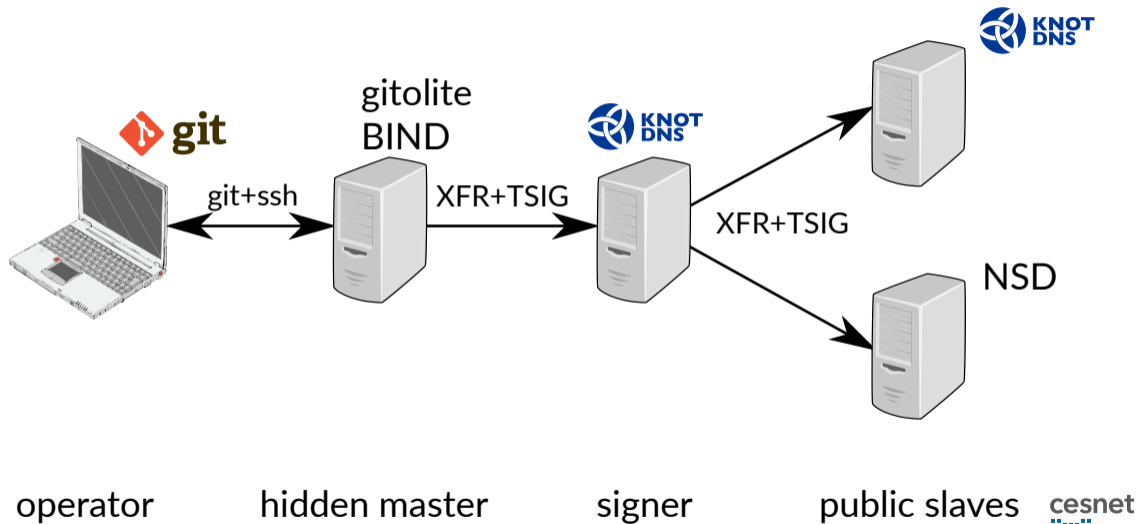 KNOT
DNS
gitolite
BIND
git
KNOT
DNS
git+ssh
XFR+TSIG
XFR+TSIG
NSD
operator
hidden master
signer
public slaves
cesnet